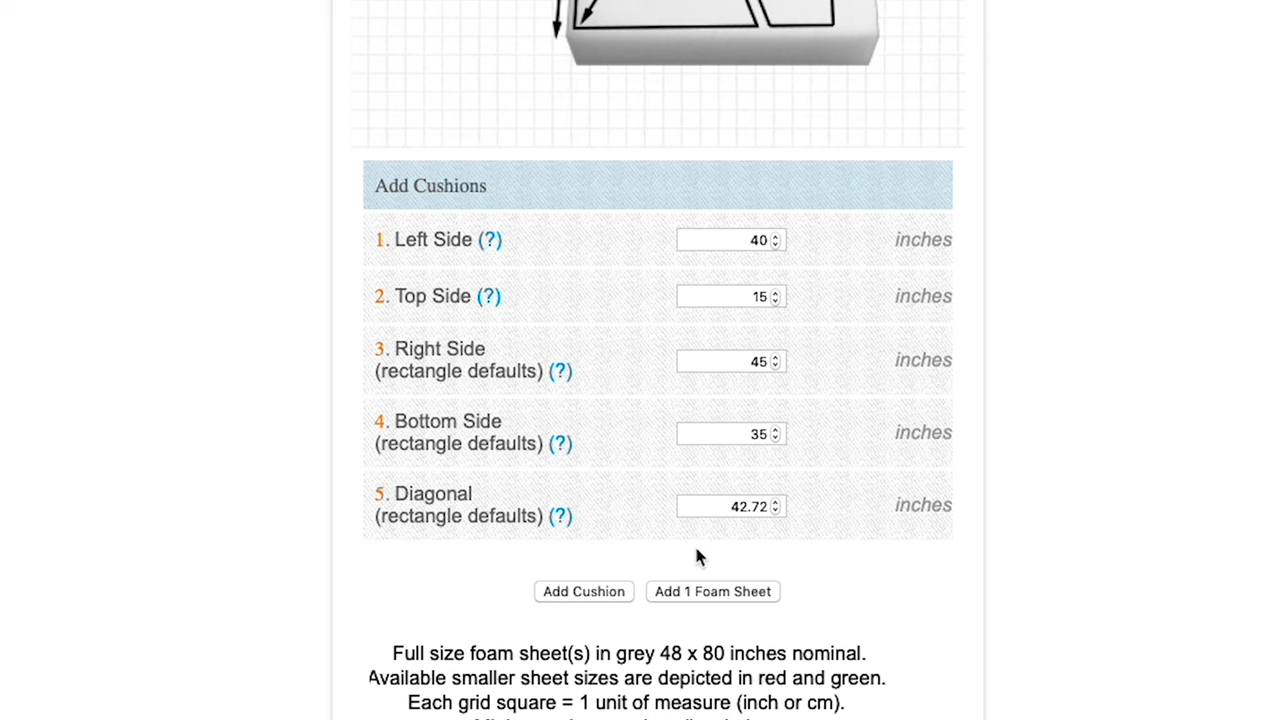 Add Cushions
1. Left Side (?) 40 inches
2. Top Side (?) 15 inches
3. Right Side
(rectangle defaults) (?) 45 inches
4. Bottom Side
(rectangle defaults) (?) 35 inches
5. Diagonal
(rectangle defaults) (?) 42.72 inches
Add Cushion Add 1 Foam Sheet
Full size foam sheet(s) in grey 48 x 80 inches nominal.
Available smaller sheet sizes are depicted in red and green.
Each grid square = 1 unit of measure (inch or cm).